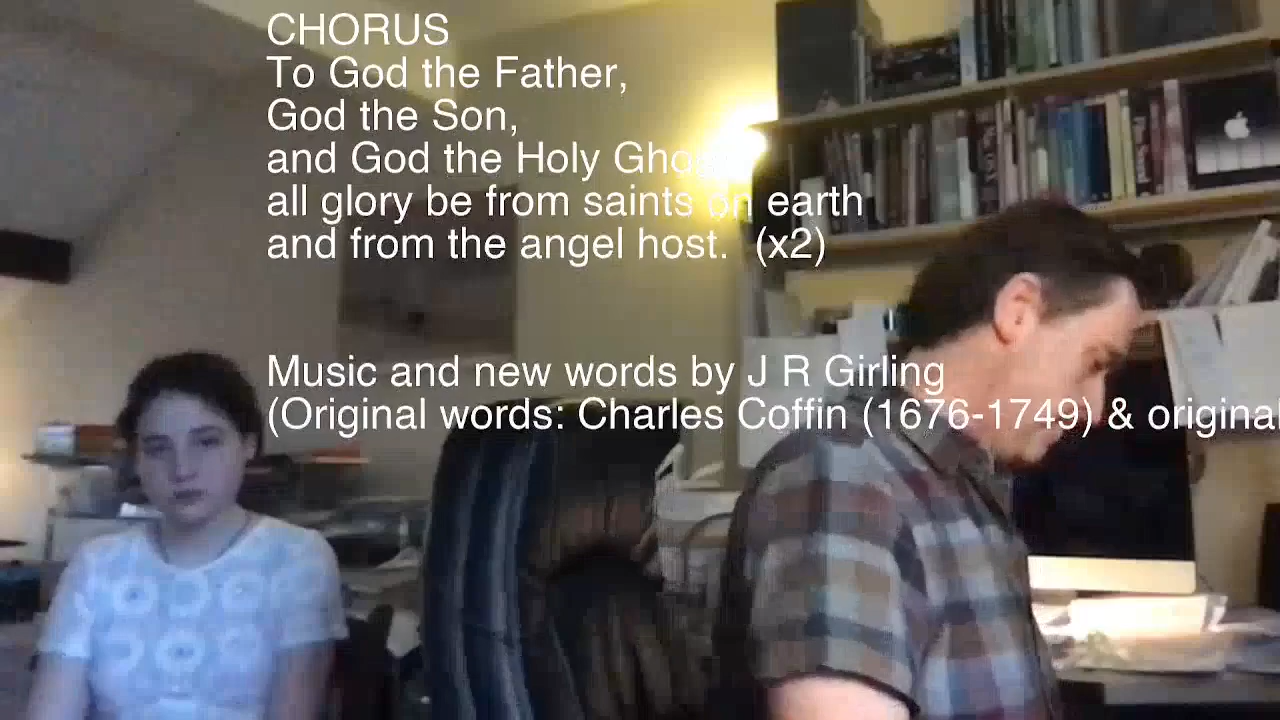 CHORUS
To God the Father,
God the Son,
and God the Holy Ghost
all glory be from saints on earth
and from the angel host. (x2)
Music and new words by J R Girling
(Original words: Charles Coffin (1676-1749) & original